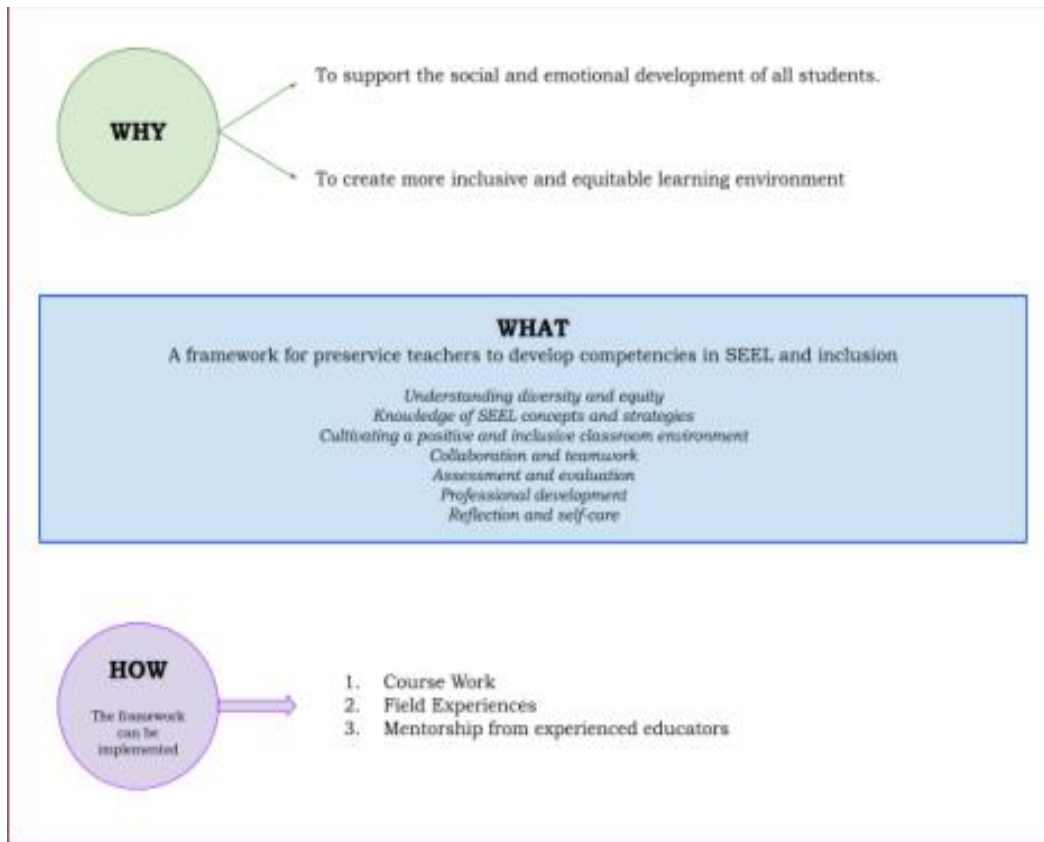 WHY
To support the social and emotional development of all students.
To create more inclusive and equitable learning environment
WHAT
A framework for preservice teachers to develop competencies in SEEL and inclusion
Understanding diversity and equity
Knowledge of SEEL concepts and strategies
Cultivating a positive and inclusive classroom environment
Collaboration and teamwork
Assessment and evaluation
Professional development
Reflection and self-care
HOW
The framework
can be
implemented
1. Course Work
2. Field Experiences
3. Mentorship from experienced educators